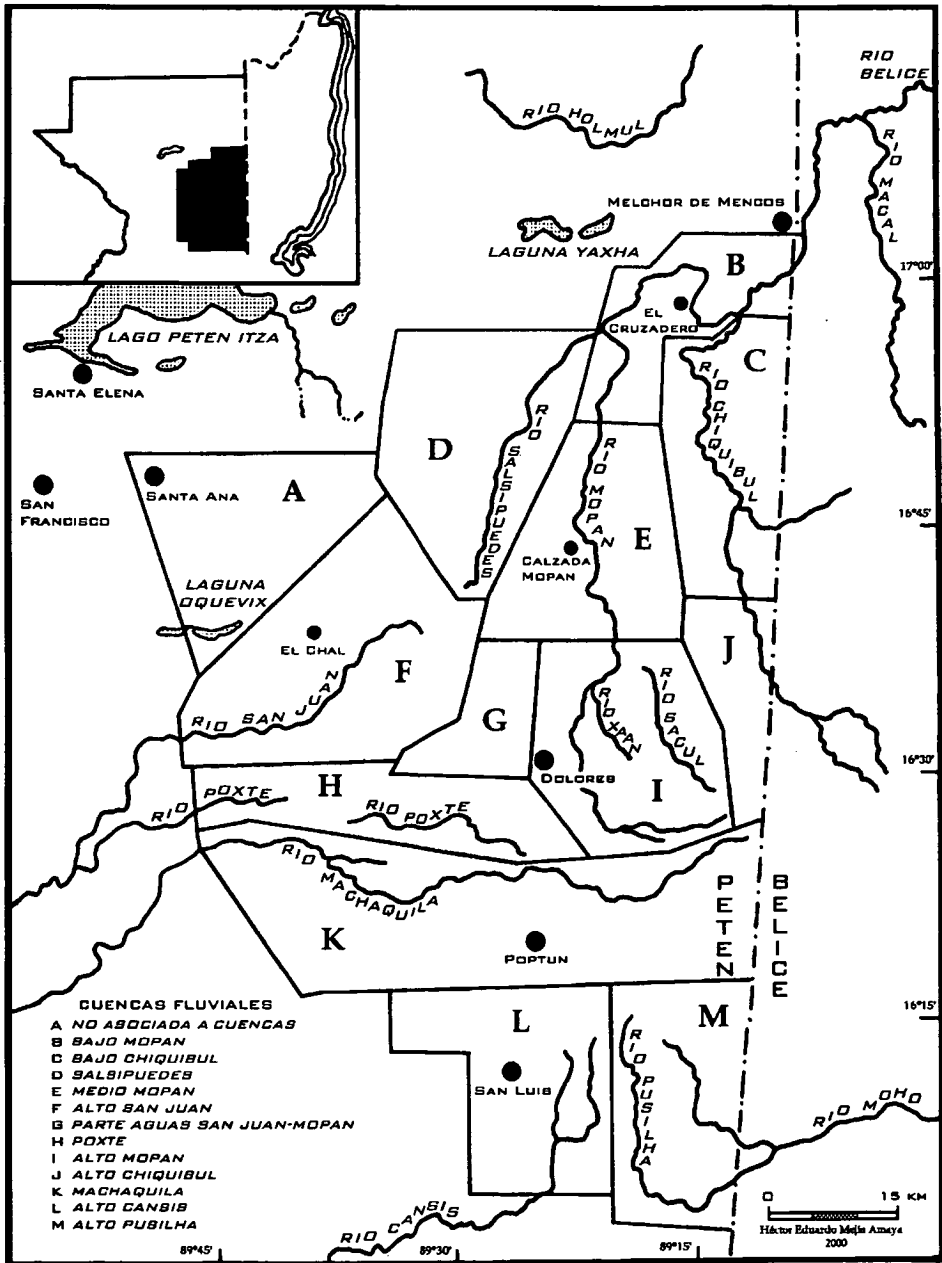 RIO
BELICE
RIO HOLMUL
RIO MACAL
MELCHOR DE MENCOS
LAGUNA YAXHA
B
17°00'
EL
CRUZADERO
LAGO PETEN ITZA
C
SANTA ELENA
RIO CHIQUIBUL
D
RIO SALSIPUEDES
RIO MOPAN
A
SANTA ANA
SAN
FRANCISCO
16°45'
E
CALZADA
MOPAN
LAGUNA
OQUEVIX
EL CHAL
F
J
RIO SAN JUAN
G
RIO XAAN
RIO SACUL
DOLORES
16°30'
H
I
RIO POXTE
RIO POXTE
RIO MACHAQUILA
PETEN
BELICE
K
POPTUN
CUENCAS FLUVIALES
A NO ASOCIADA A CUENCAS
B BAJO MOPAN
C BAJO CHIQUIBUL
D SALSIPUEDES
E MEDIO MOPAN
F ALTO SAN JUAN
G PARTE AGUAS SAN JUAN-MOPAN
H POXTE
I ALTO MOPAN
J ALTO CHIQUIBUL
K MACHAQUILA
L ALTO CANSIS
M ALTO PUSILHA
16°15'
L
M
SAN LUIS
RIO PUSILHA
RIO MOHO
RIO CANSIS
0 15 KM
Héctor Eduardo Mejía Amaya
2000
89°45'
89°30'
89°15'